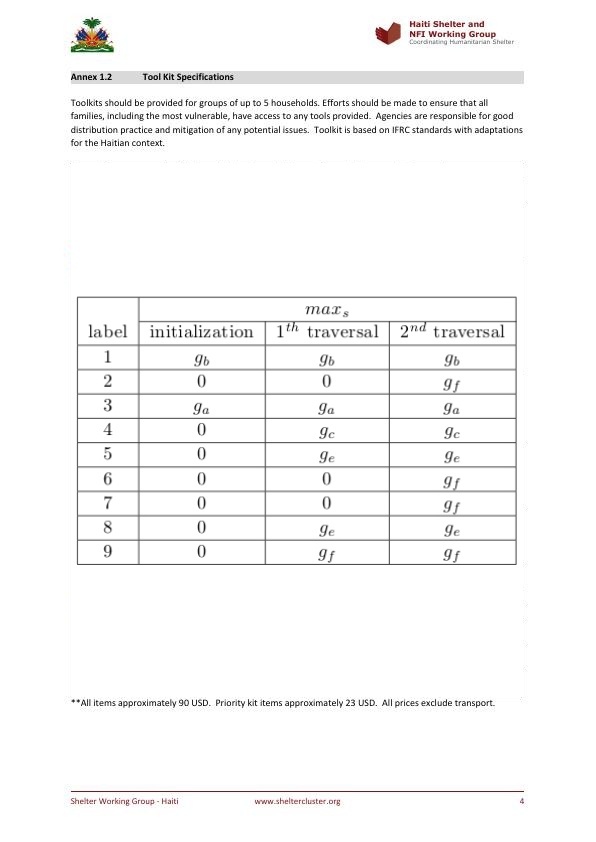 Haiti Shelter and
NFI Working Group
Coordinating Humanitarian Shelter
Annex 1.2 Tool Kit Specifications
Toolkits should be provided for groups of up to 5 households. Efforts should be made to ensure that all
families, including the most vulnerable, have access to any tools provided. Agencies are responsible for good
distribution practice and mitigation of any potential issues. Toolkit is based on IFRC standards with adaptations
for the Haitian context.
max_s
label initialization 1^th traversal 2^nd traversal
1 g_b g_b g_b
2 0 0 g_f
3 g_a g_a g_a
4 0 g_c g_c
5 0 g_e g_e
6 0 0 g_f
7 0 0 g_f
8 0 g_e g_e
9 0 g_f g_f
**All items approximately 90 USD. Priority kit items approximately 23 USD. All prices exclude transport.
Shelter Working Group - Haiti www.sheltercluster.org 4